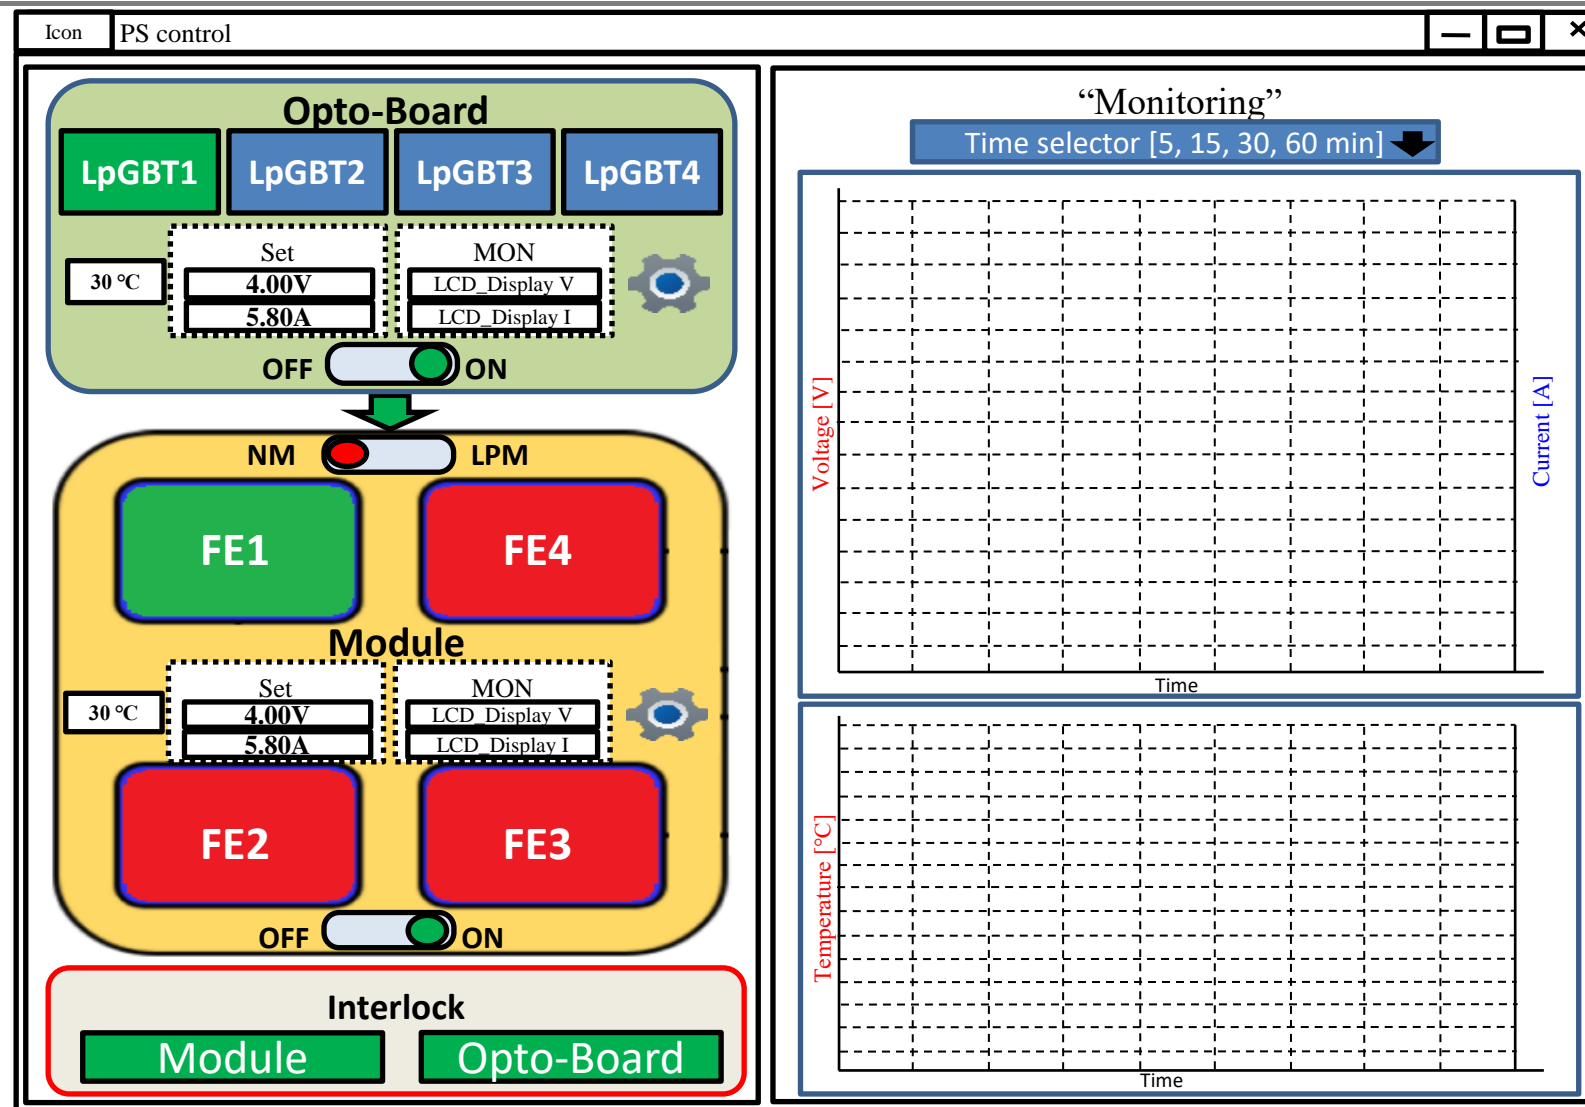 Icon
PS control
Opto-Board
LpGBT1 LpGBT2 LpGBT3 LpGBT4
Set
MON
30 °C
4.00V
LCD_Display V
5.80A
LCD_Display I
OFF
ON
NM
LPM
FE1
FE4
Module
Set
MON
30 °C
4.00V
LCD_Display V
5.80A
LCD_Display I
FE2
FE3
OFF
ON
Interlock
Module
Opto-Board
“Monitoring”
Time selector [5, 15, 30, 60 min]
Voltage [V]
Current [A]
Time
Temperature [°C]
Time